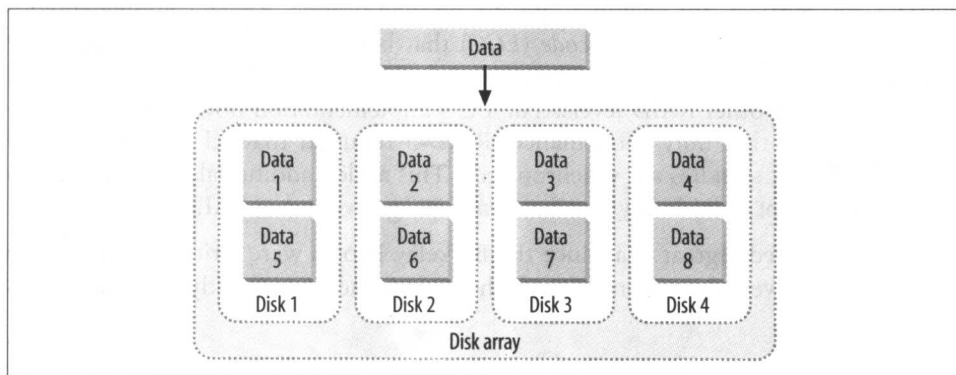 Data
Data
1
Data
2
Data
3
Data
4
Data
5
Data
6
Data
7
Data
8
Disk 1
Disk 2
Disk 3
Disk 4
Disk array